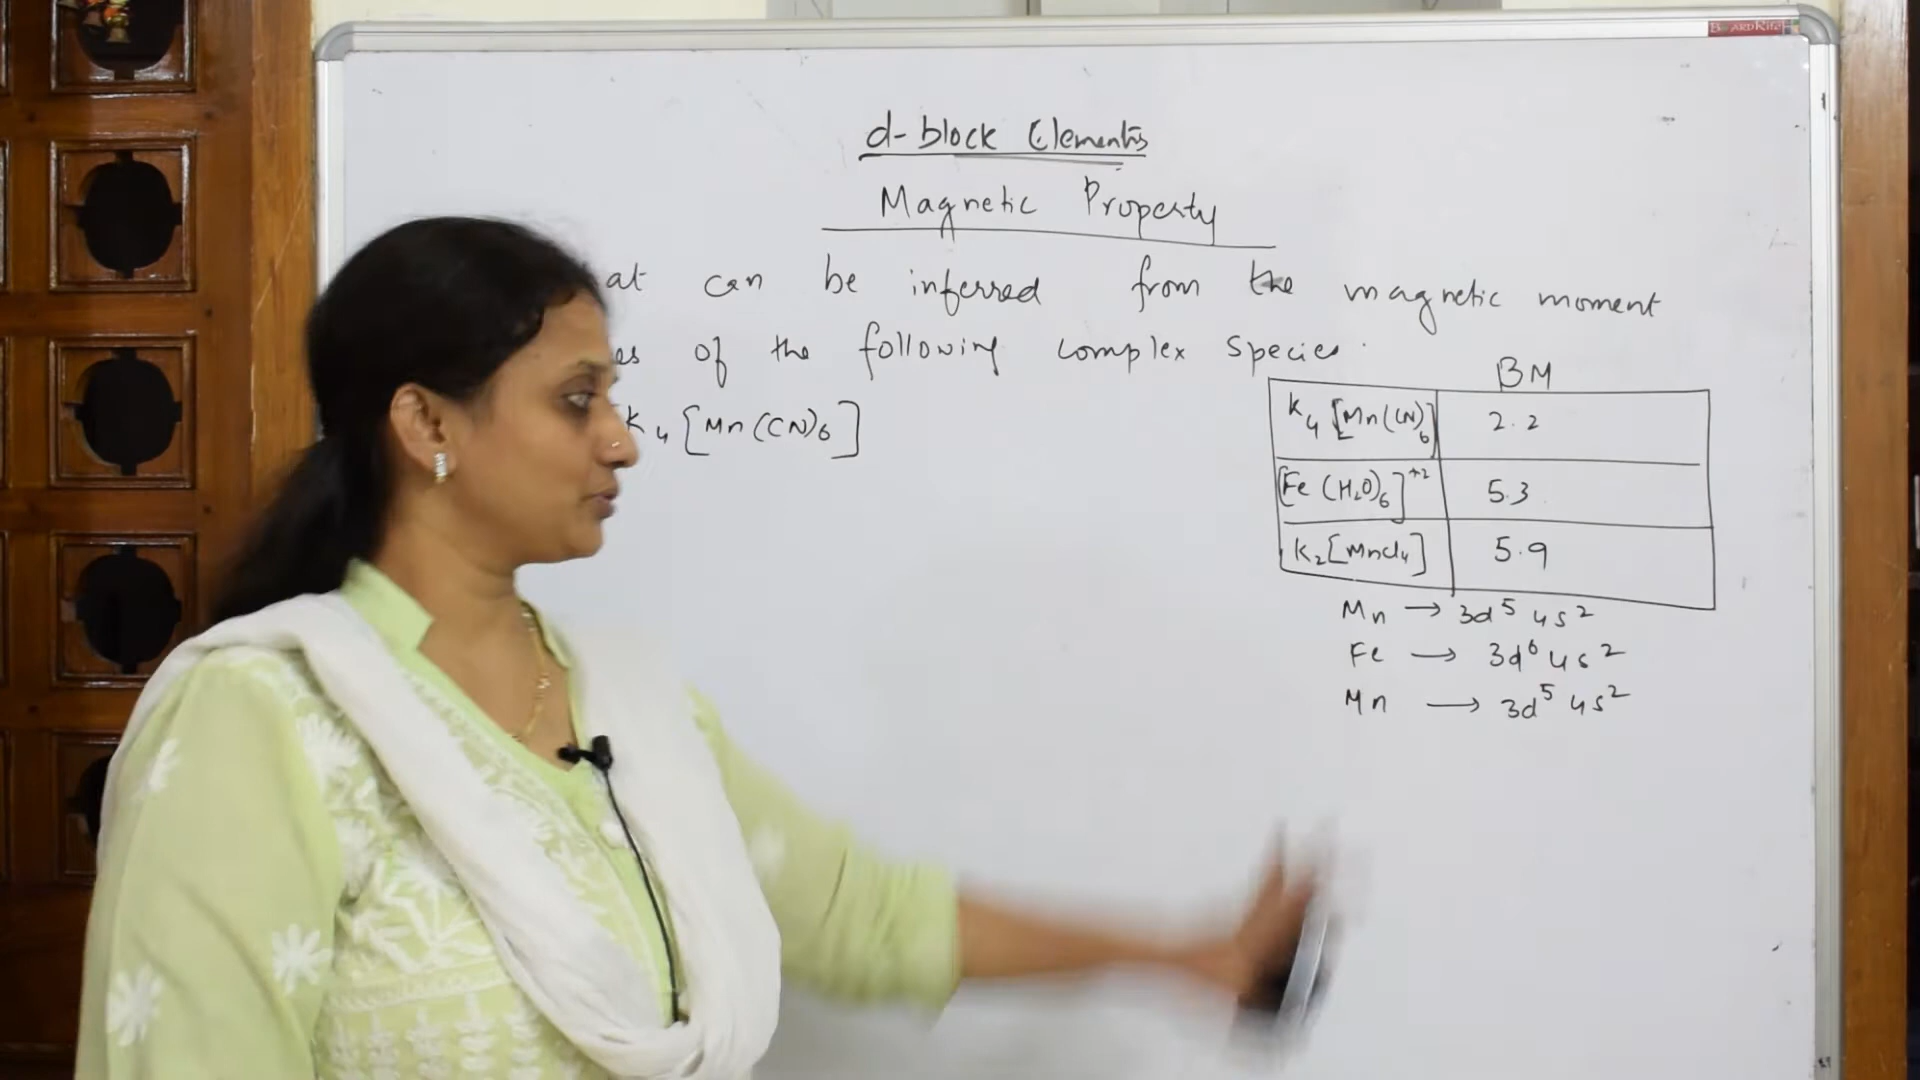 d-block Elements
Magnetic Property
at can be inferred from the magnetic moment
es of the following complex species.
K4 [Mn(CN)6]
BM
K4 [Mn(CN)6] 2.2
[Fe(H2O)6]+2 5.3
K2[MnCl4] 5.9
Mn → 3d5 4s2
Fe → 3d6 4s2
Mn → 3d5 4s2